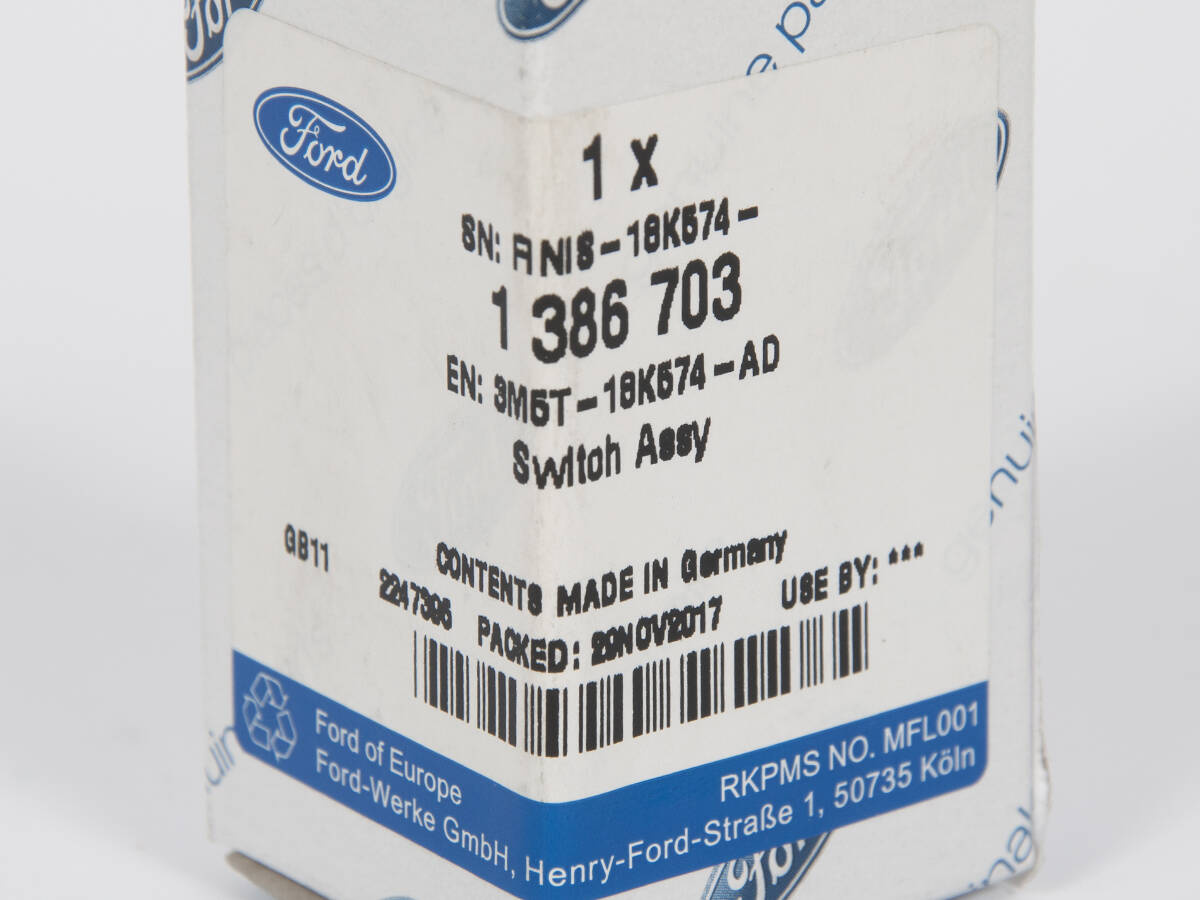 Ford
1 X
SN: FINIS-18K574-
1 386 703
EN: 3M5T-18K574-AD
Switch Assy
GB11
CONTENTS MADE IN Germany
2247395 PACKED: 29NOV2017 USE BY: ***
Ford of Europe
Ford-Werke GmbH, Henry-Ford-Straße 1, 50735 Köln
RKPMS NO. MFL001